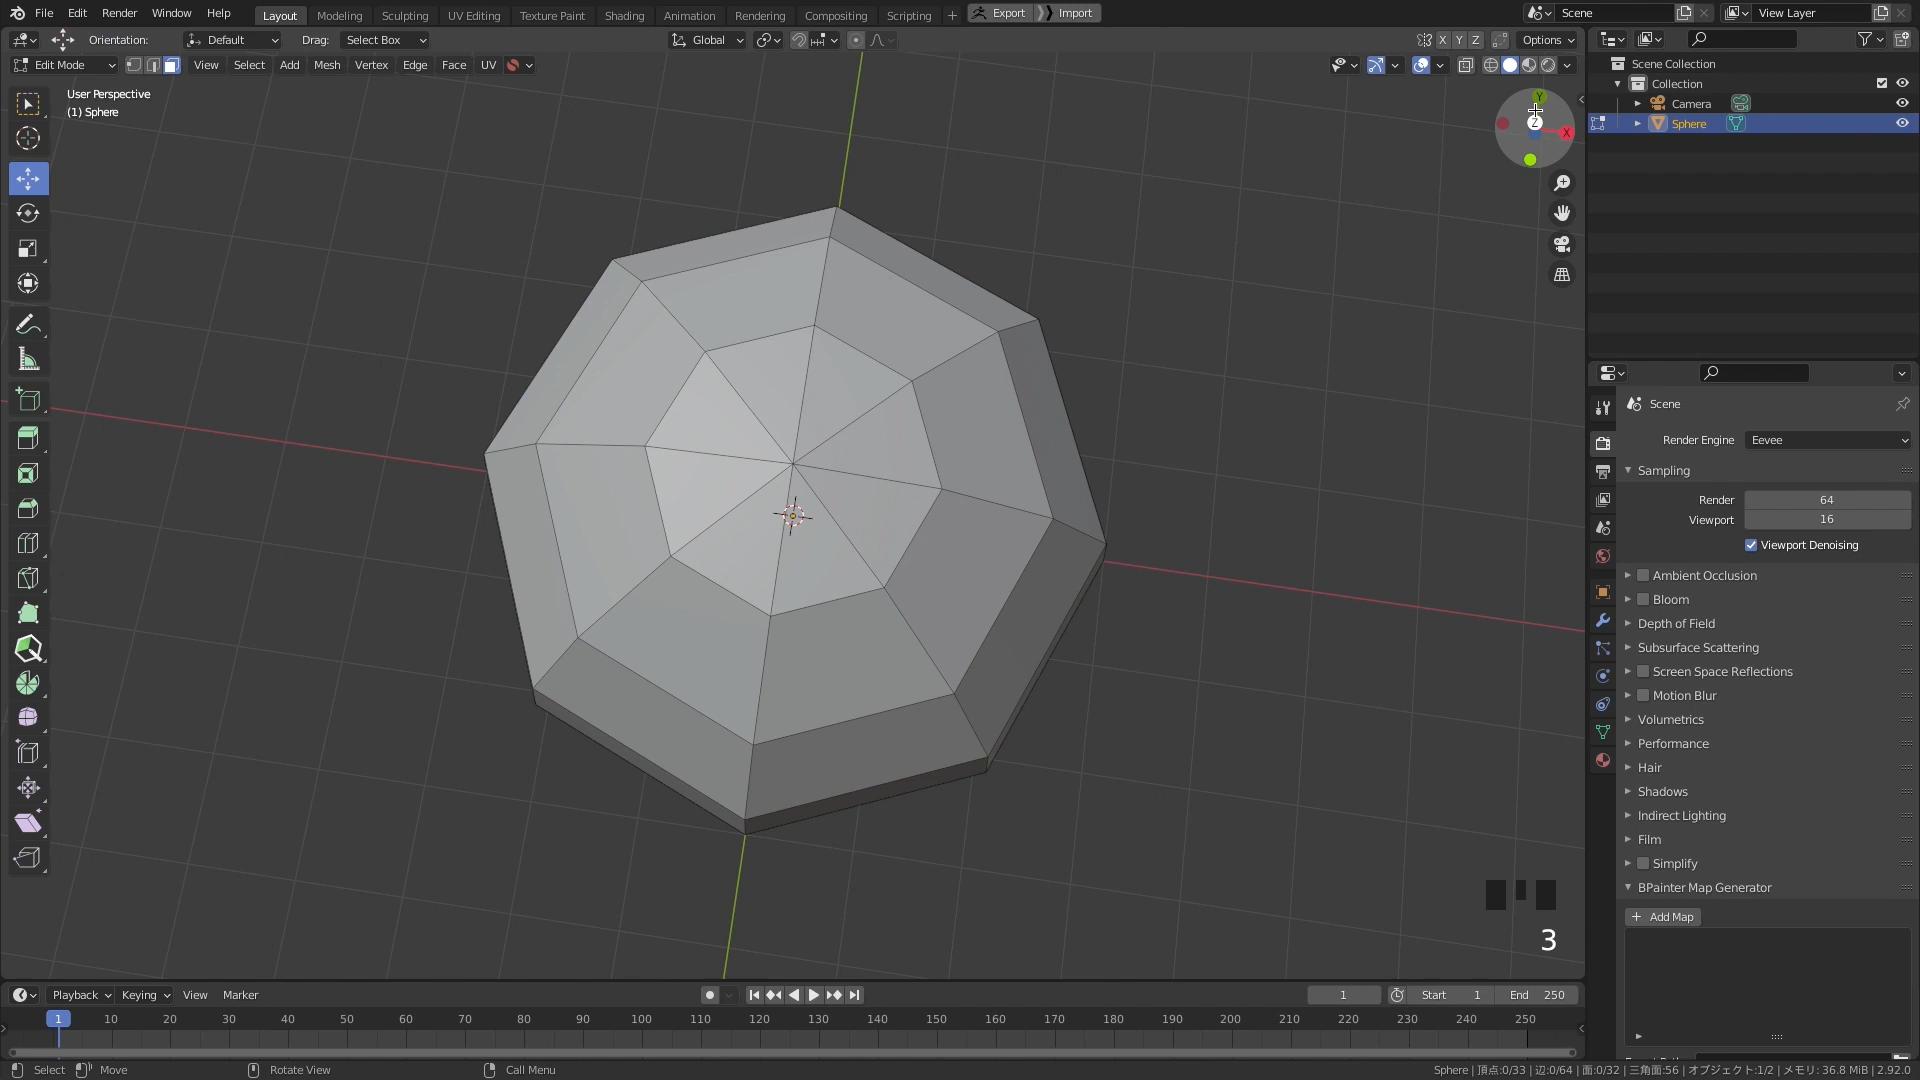 File Edit Render Window Help Layout Modeling Sculpting UV Editing Texture Paint Shading Animation Rendering Compositing Scripting + Export Import Scene View Layer
Orientation: Default Drag: Select Box Global X Y Z Options
Edit Mode View Select Add Mesh Vertex Edge Face UV
User Perspective
(1) Sphere
Y
Z
X
Scene Collection
Collection
Camera
Sphere
Scene
Render Engine Eevee
Sampling
Render 64
Viewport 16
Viewport Denoising
Ambient Occlusion
Bloom
Depth of Field
Subsurface Scattering
Screen Space Reflections
Motion Blur
Volumetrics
Performance
Hair
Shadows
Indirect Lighting
Film
Simplify
BPainter Map Generator
+ Add Map
3
Playback Keying View Marker 1 Start 1 End 250
1 10 20 30 40 50 60 70 80 90 100 110 120 130 140 150 160 170 180 190 200 210 220 230 240 250
Select Move Rotate View Call Menu Sphere | 頂点:0/33 | 辺:0/64 | 面:0/32 | 三角面:56 | オブジェクト:1/2 | メモリ: 36.8 MiB | 2.92.0